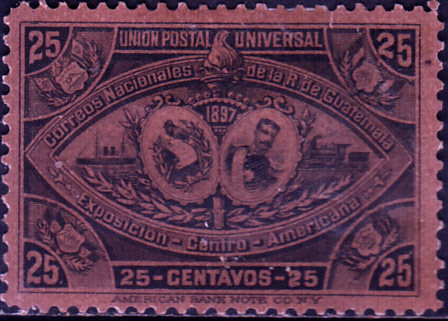 25 UNION POSTAL UNIVERSAL 25
Correos Nacionales de la R. de Guatemala
1897
Exposicion - Centro - Americana
25. 25 - CENTAVOS - 25 25.
AMERICAN BANK NOTE CO. N.Y.